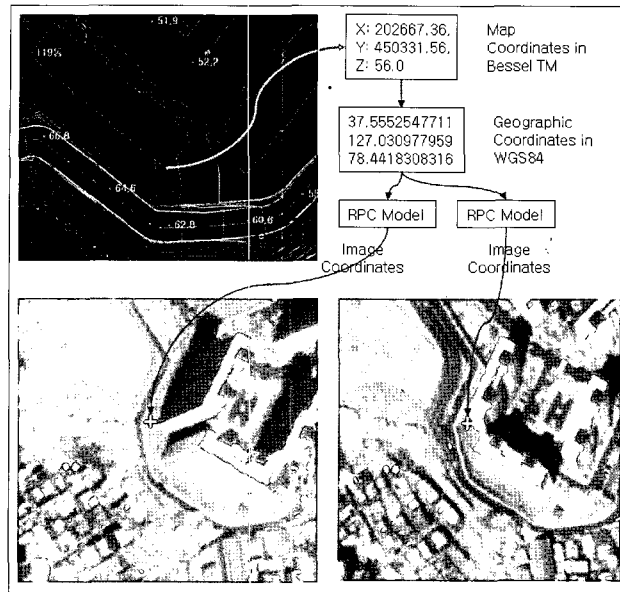 51,9
119
52,2
66,8
64,6
62,8
60,6
X: 202667.36,
Y: 450331.56,
Z: 56.0
Map
Coordinates in
Bessel TM
37.5552547711
127.030977959
78.4418308316
Geographic
Coordinates in
WGS84
RPC Model
RPC Model
Image
Coordinates
Image
Coordinates